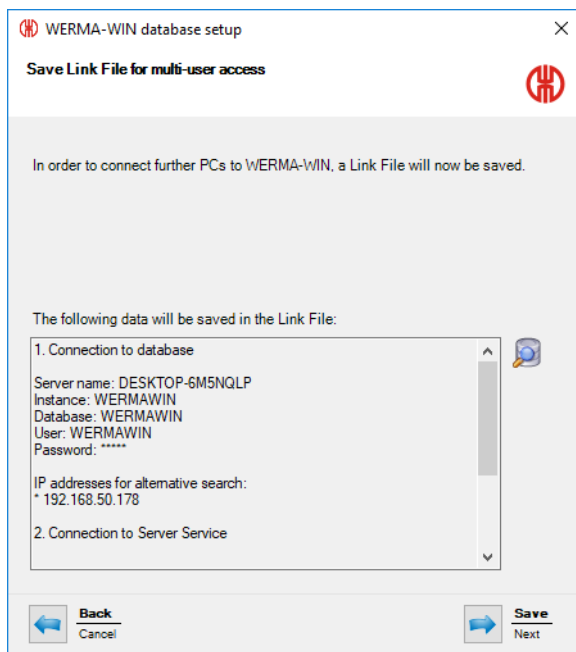 WERMA-WIN database setup
Save Link File for multi-user access
In order to connect further PCs to WERMA-WIN, a Link File will now be saved.
The following data will be saved in the Link File:
1. Connection to database
Server name: DESKTOP-6M5NQLP
Instance: WERMAWIN
Database: WERMAWIN
User: WERMAWIN
Password: *****
IP addresses for alternative search:
* 192.168.50.178
2. Connection to Server Service
Back
Cancel
Save
Next